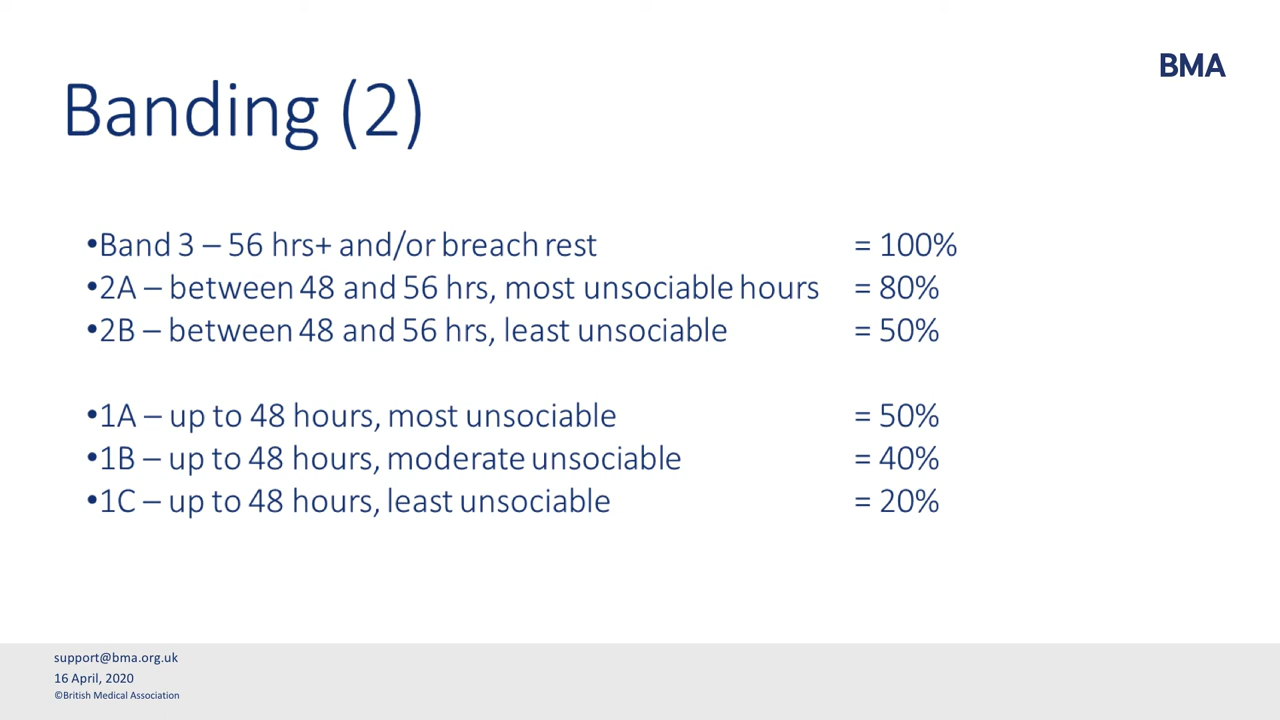 BMA
Banding (2)
•Band 3 – 56 hrs+ and/or breach rest = 100%
•2A – between 48 and 56 hrs, most unsociable hours = 80%
•2B – between 48 and 56 hrs, least unsociable = 50%
•1A – up to 48 hours, most unsociable = 50%
•1B – up to 48 hours, moderate unsociable = 40%
•1C – up to 48 hours, least unsociable = 20%
support@bma.org.uk
16 April, 2020
©British Medical Association